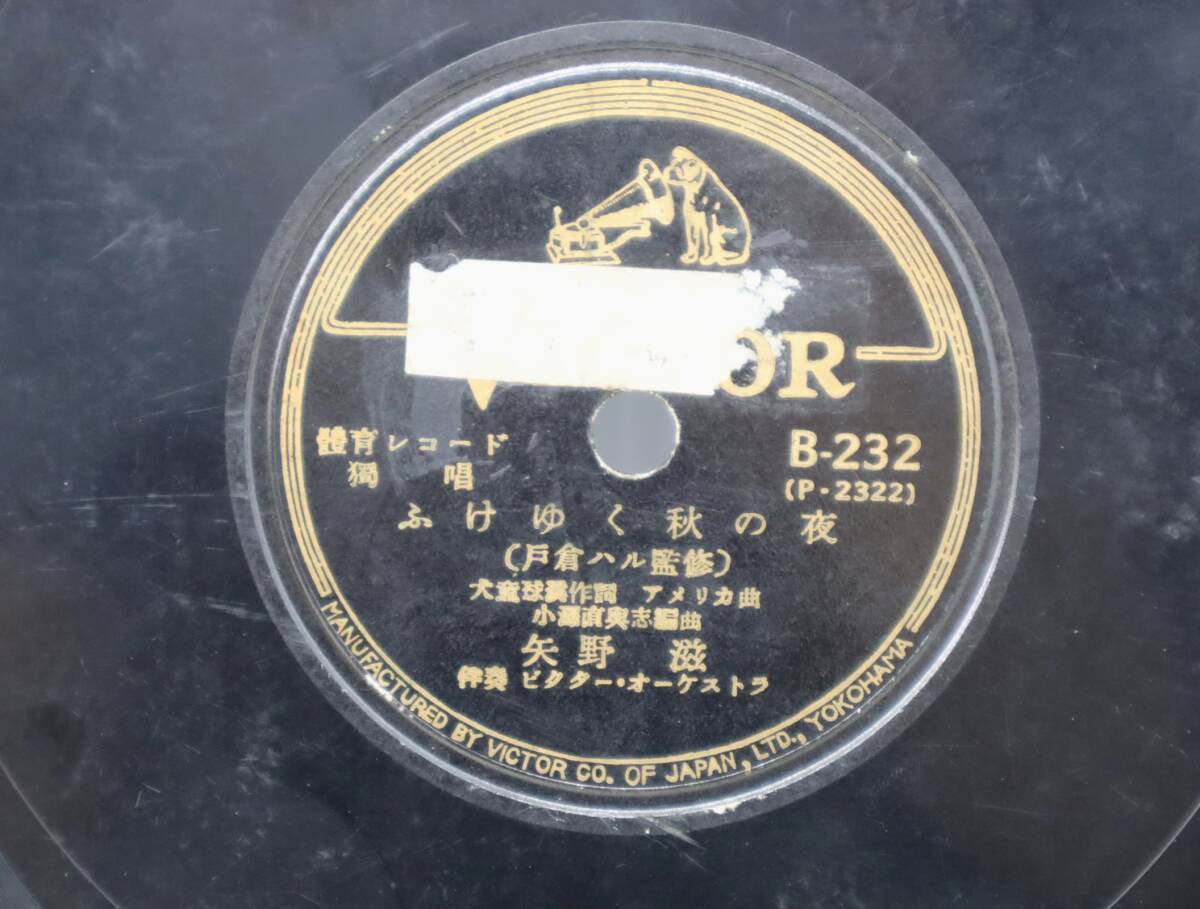 OR
體育レコード
獨唱
B-232
(P・2322)
ふけゆく秋の夜
(戸倉ハル監修)
犬童球溪作詞 アメリカ曲
小澤直與志編曲
矢野 滋
伴奏 ビクター・オーケストラ
MANUFACTURED BY VICTOR CO. OF JAPAN, LTD., YOKOHAMA